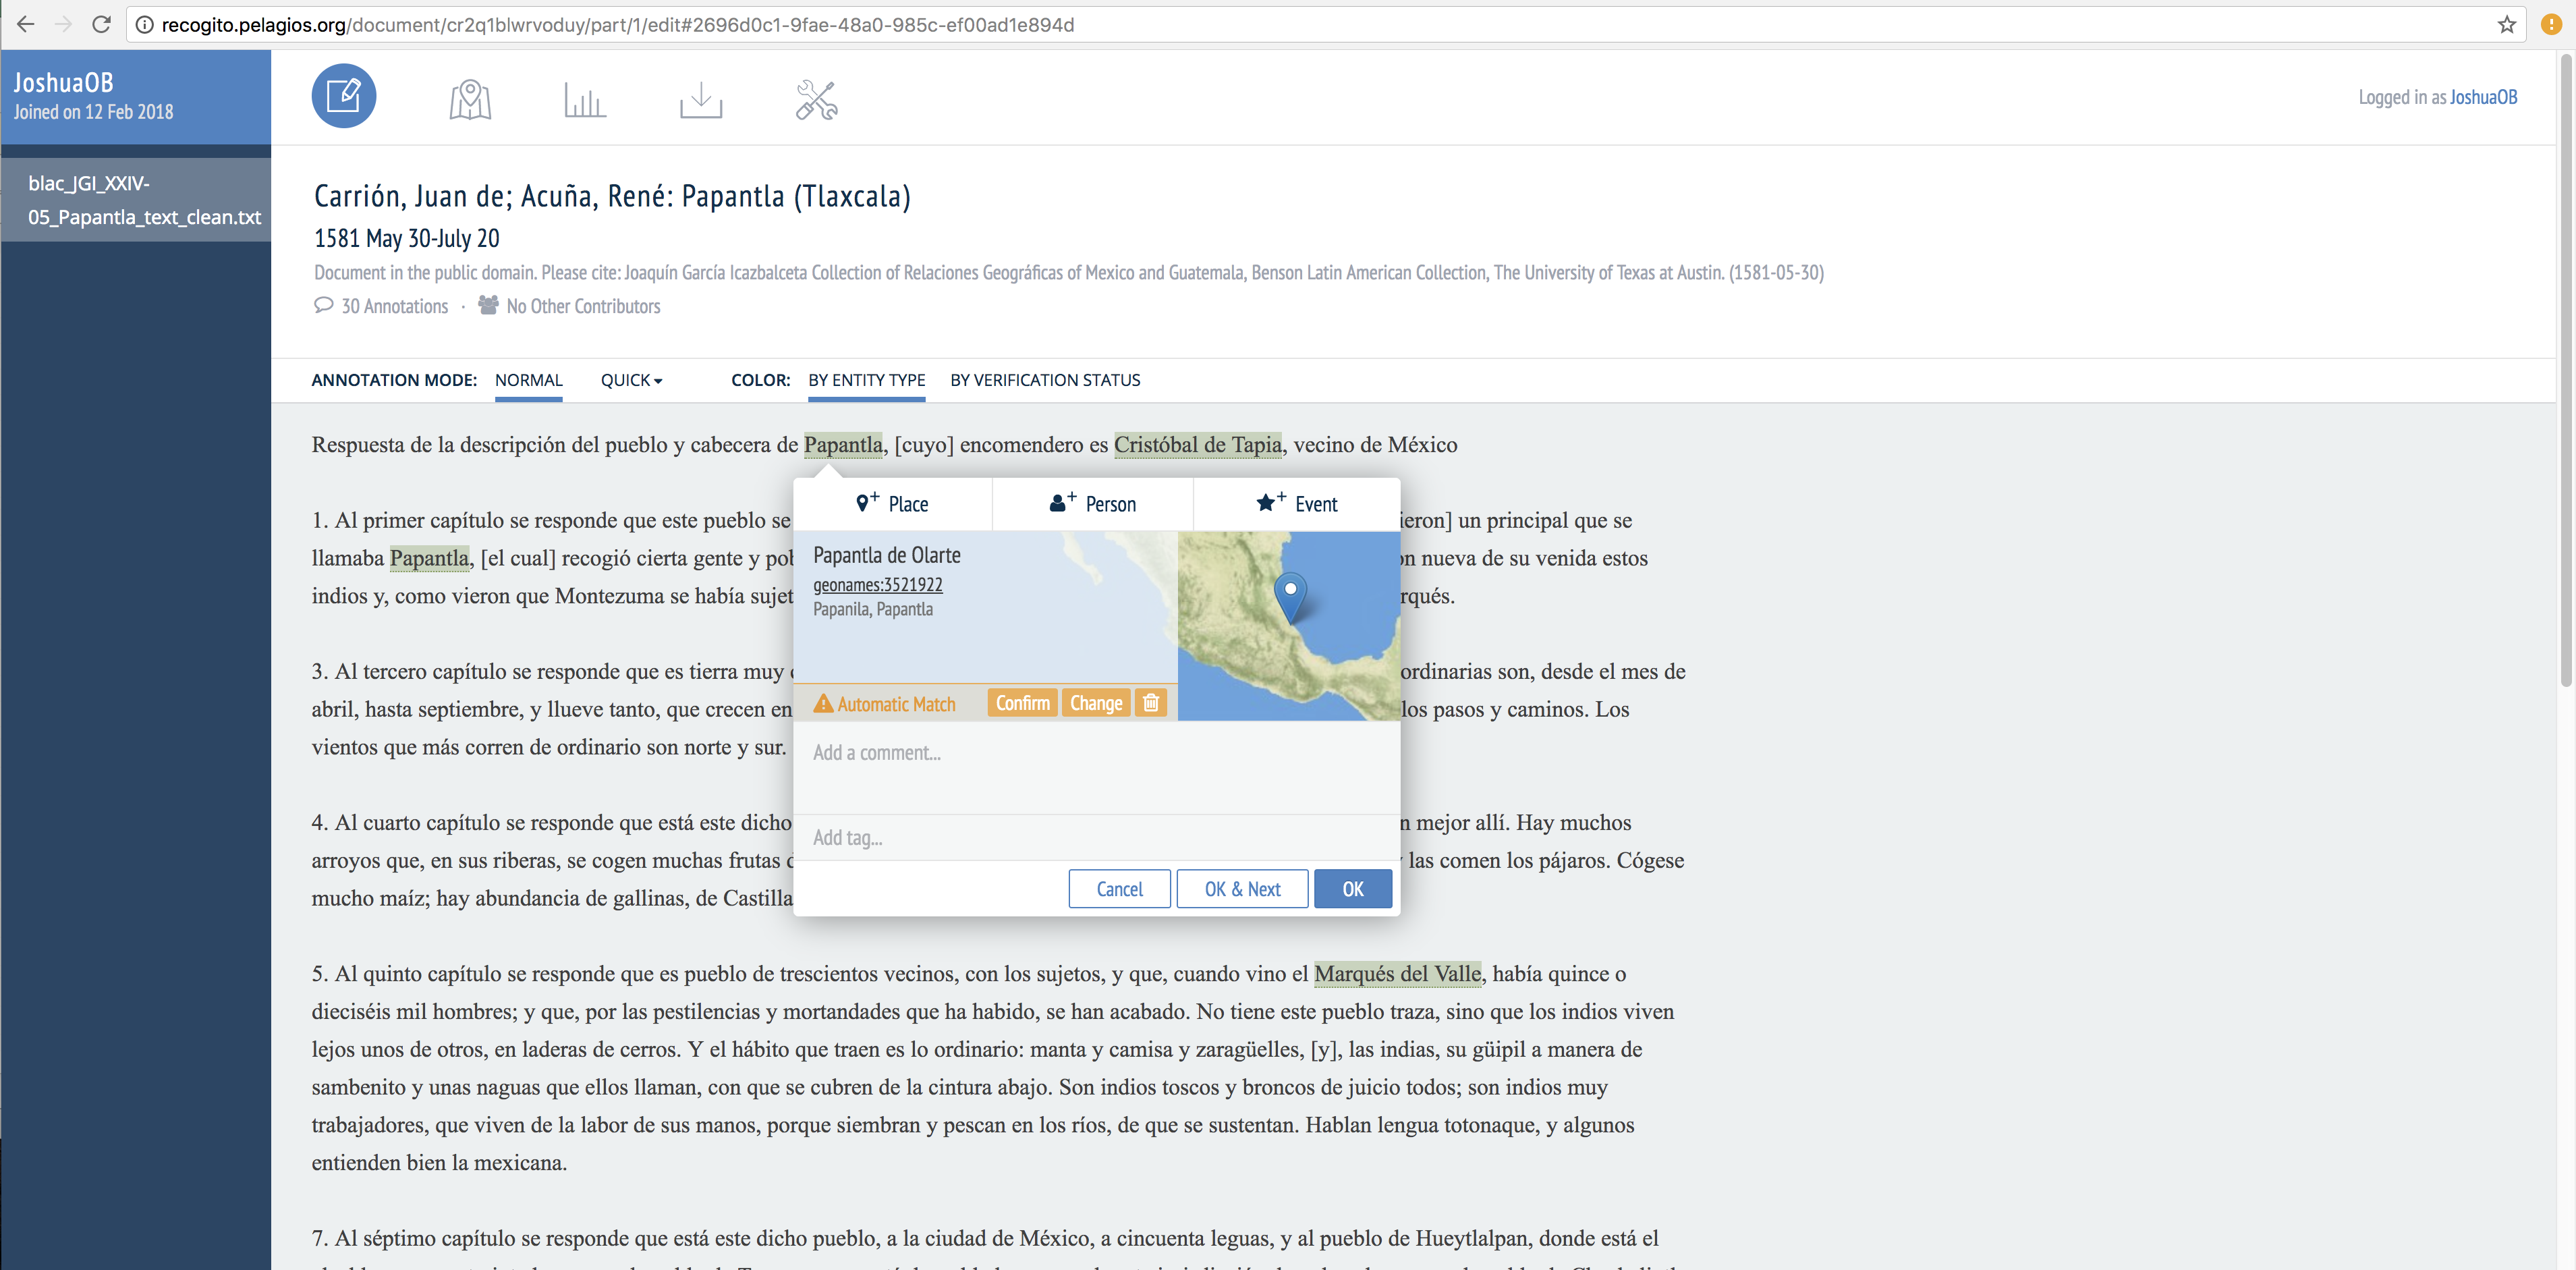 recogito.pelagios.org/document/cr2q1blwrvoduy/part/1/edit#2696d0c1-9fae-48a0-985c-ef00ad1e894d
JoshuaOB
Joined on 12 Feb 2018
Logged in as JoshuaOB
blac_JGI_XXIV-
05_Papantla_text_clean.txt
Carrión, Juan de; Acuña, René: Papantla (Tlaxcala)
1581 May 30-July 20
Document in the public domain. Please cite: Joaquín García Icazbalceta Collection of Relaciones Geográficas of Mexico and Guatemala, Benson Latin American Collection, The University of Texas at Austin. (1581-05-30)
30 Annotations · No Other Contributors
ANNOTATION MODE: NORMAL QUICK COLOR: BY ENTITY TYPE BY VERIFICATION STATUS
Respuesta de la descripción del pueblo y cabecera de Papantla, [cuyo] encomendero es Cristóbal de Tapia, vecino de México
1. Al primer capítulo se responde que este pueblo se ieron] un principal que se
llamaba Papantla, [el cual] recogió cierta gente y pob n nueva de su venida estos
indios y, como vieron que Montezuma se había sujet rqués.
3. Al tercero capítulo se responde que es tierra muy ordinarias son, desde el mes de
abril, hasta septiembre, y llueve tanto, que crecen en los pasos y caminos. Los
vientos que más corren de ordinario son norte y sur.
4. Al cuarto capítulo se responde que está este dicho n mejor allí. Hay muchos
arroyos que, en sus riberas, se cogen muchas frutas d las comen los pájaros. Cógese
mucho maíz; hay abundancia de gallinas, de Castilla
Place Person Event
Papantla de Olarte
geonames:3521922
Papanila, Papantla
Automatic Match Confirm Change
Add a comment...
Add tag...
Cancel OK & Next OK
5. Al quinto capítulo se responde que es pueblo de trescientos vecinos, con los sujetos, y que, cuando vino el Marqués del Valle, había quince o
dieciséis mil hombres; y que, por las pestilencias y mortandades que ha habido, se han acabado. No tiene este pueblo traza, sino que los indios viven
lejos unos de otros, en laderas de cerros. Y el hábito que traen es lo ordinario: manta y camisa y zaragüelles, [y], las indias, su güipil a manera de
sambenito y unas naguas que ellos llaman, con que se cubren de la cintura abajo. Son indios toscos y broncos de juicio todos; son indios muy
trabajadores, que viven de la labor de sus manos, porque siembran y pescan en los ríos, de que se sustentan. Hablan lengua totonaque, y algunos
entienden bien la mexicana.
7. Al séptimo capítulo se responde que está este dicho pueblo, a la ciudad de México, a cincuenta leguas, y al pueblo de Hueytlalpan, donde está el